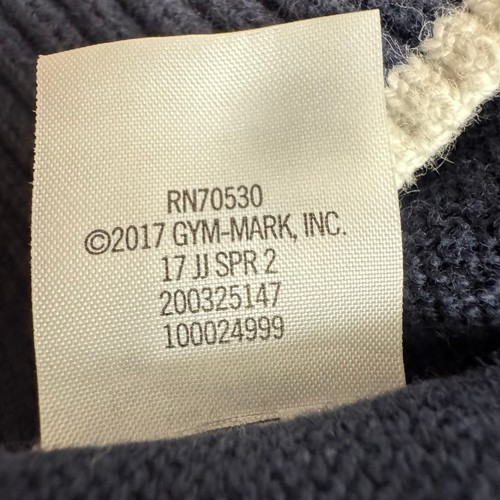 RN70530
©2017 GYM-MARK, INC.
17 JJ SPR 2
200325147
100024999